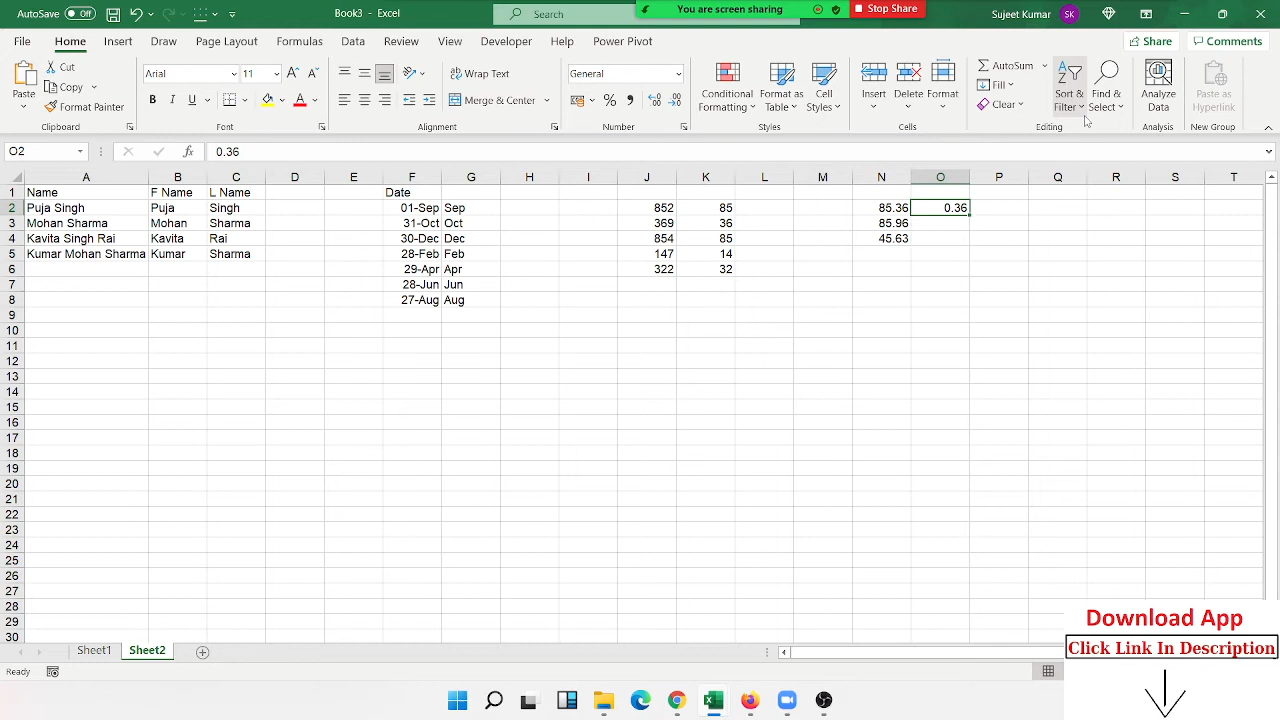 AutoSave Off Book3 - Excel Search You are screen sharing Stop Share Sujeet Kumar SK
File Home Insert Draw Page Layout Formulas Data Review View Developer Help Power Pivot Share Comments
Paste Cut Copy Format Painter Clipboard
Arial 11 B I U Font
Wrap Text Merge & Center Alignment
General % Number
Conditional Formatting Format as Table Cell Styles Styles
Insert Delete Format Cells
AutoSum Fill Clear Sort & Filter Find & Select Editing
Analyze Data Analysis
Paste as Hyperlink New Group
O2 fx 0.36
A B C D E F G H I J K L M N O P Q R S T
1 Name F Name L Name Date
2 Puja Singh Puja Singh 01-Sep Sep 852 85 85.36 0.36
3 Mohan Sharma Mohan Sharma 31-Oct Oct 369 36 85.96
4 Kavita Singh Rai Kavita Rai 30-Dec Dec 854 85 45.63
5 Kumar Mohan Sharma Kumar Sharma 28-Feb Feb 147 14
6 29-Apr Apr 322 32
7 28-Jun Jun
8 27-Aug Aug
9
10
11
12
13
14
15
16
17
18
19
20
21
22
23
24
25
26
27
28
29
30
Sheet1 Sheet2
Ready
Download App
Click Link In Description